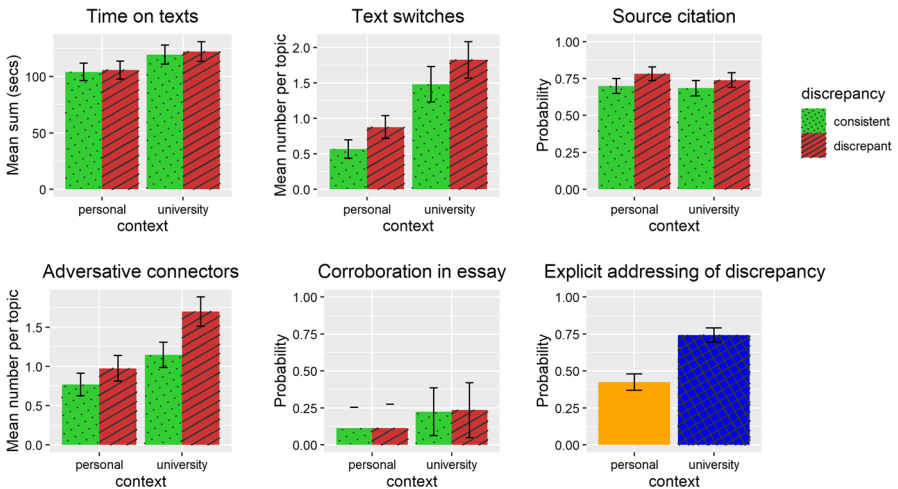 Time on texts
Mean sum (secs)
100
50
0
personal university
context
Text switches
Mean number per topic
2.0
1.5
1.0
0.5
0.0
personal university
context
Source citation
Probability
1.00
0.75
0.50
0.25
0.00
personal university
context
discrepancy
consistent
discrepant
Adversative connectors
Mean number per topic
1.5
1.0
0.5
0.0
personal university
context
Corroboration in essay
Probability
1.00
0.75
0.50
0.25
0.00
personal university
context
Explicit addressing of discrepancy
Probability
1.00
0.75
0.50
0.25
0.00
personal university
context